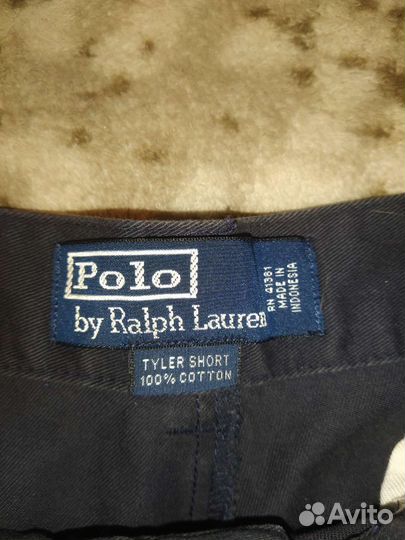 Polo
by Ralph Lauren
RN 41381
MADE IN
INDONESIA
TYLER SHORT
100% COTTON
Avito